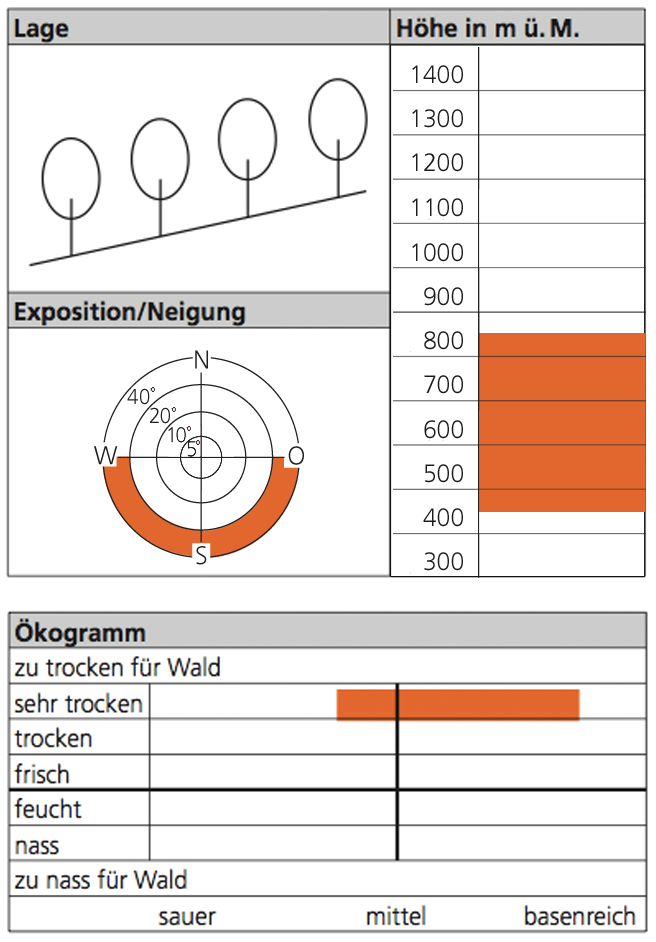 Lage
Höhe in m ü. M.
1400
1300
1200
1100
1000
900
800
700
600
500
400
300
Exposition/Neigung
N
40°
20°
10°
5°
W
O
S
Ökogramm
zu trocken für Wald
sehr trocken
trocken
frisch
feucht
nass
zu nass für Wald
sauer mittel basenreich